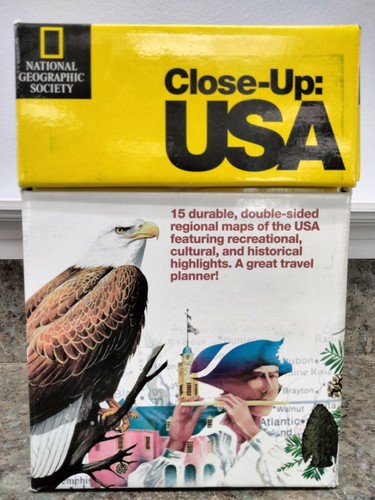 NATIONAL
GEOGRAPHIC
SOCIETY
Close-Up:
USA
15 durable, double-sided
regional maps of the USA
featuring recreational,
cultural, and historical
highlights. A great travel
planner!
Brayton
Walnut
Atlantic